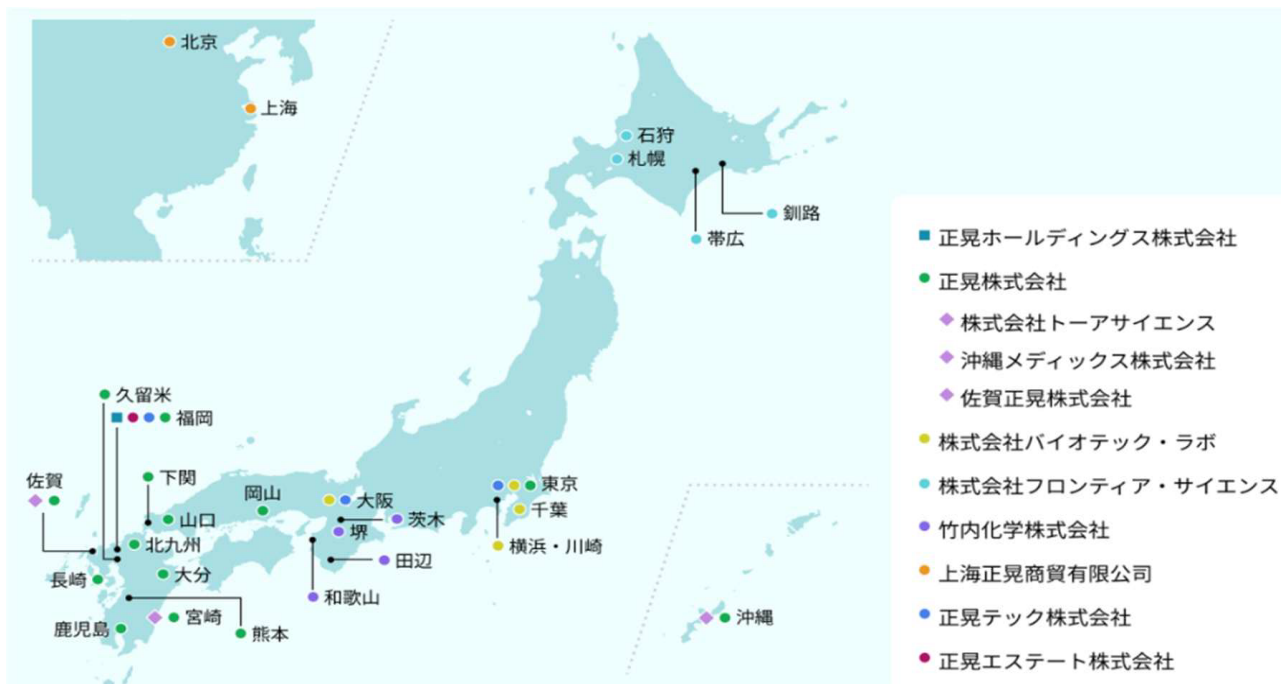 北京
上海
石狩
札幌
釧路
帯広
久留米
福岡
佐賀
下関
岡山
大阪
東京
山口
茨木
千葉
堺
北九州
横浜・川崎
長崎
大分
田辺
和歌山
宮崎
鹿児島
熊本
沖縄
正晃ホールディングス株式会社
正晃株式会社
株式会社トーアサイエンス
沖縄メディックス株式会社
佐賀正晃株式会社
株式会社バイオテック・ラボ
株式会社フロンティア・サイエンス
竹内化学株式会社
上海正晃商貿有限公司
正晃テック株式会社
正晃エステート株式会社